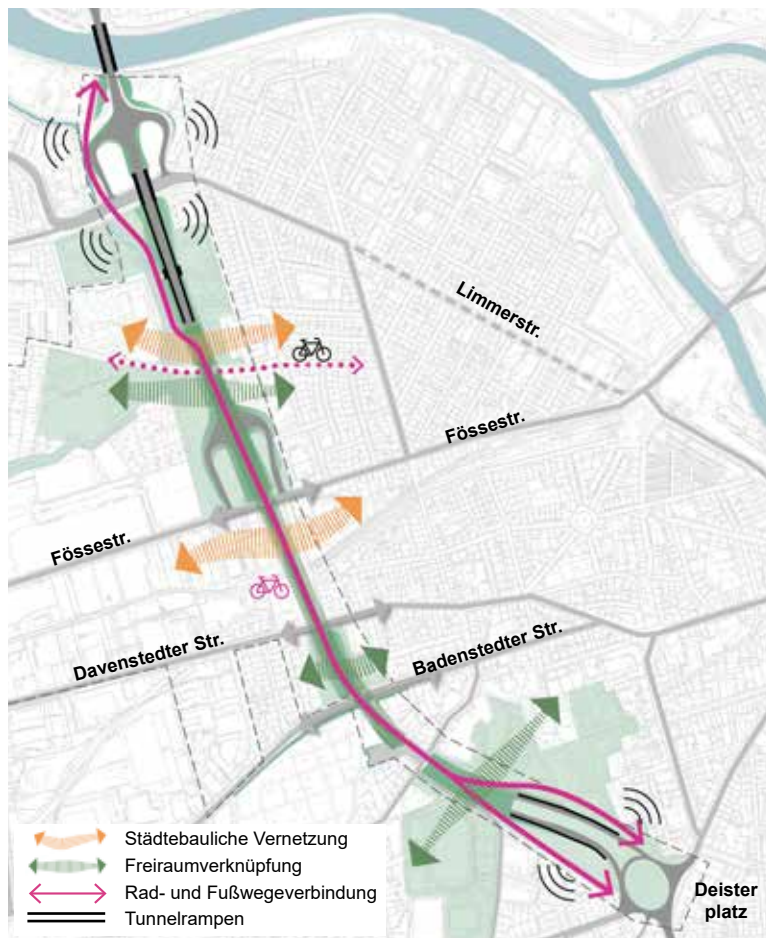 Limmerstr.
Fössestr.
Fössestr.
Davenstedter Str.
Badenstedter Str.
Deister
platz
Städtebauliche Vernetzung
Freiraumverknüpfung
Rad- und Fußwegeverbindung
Tunnelrampen